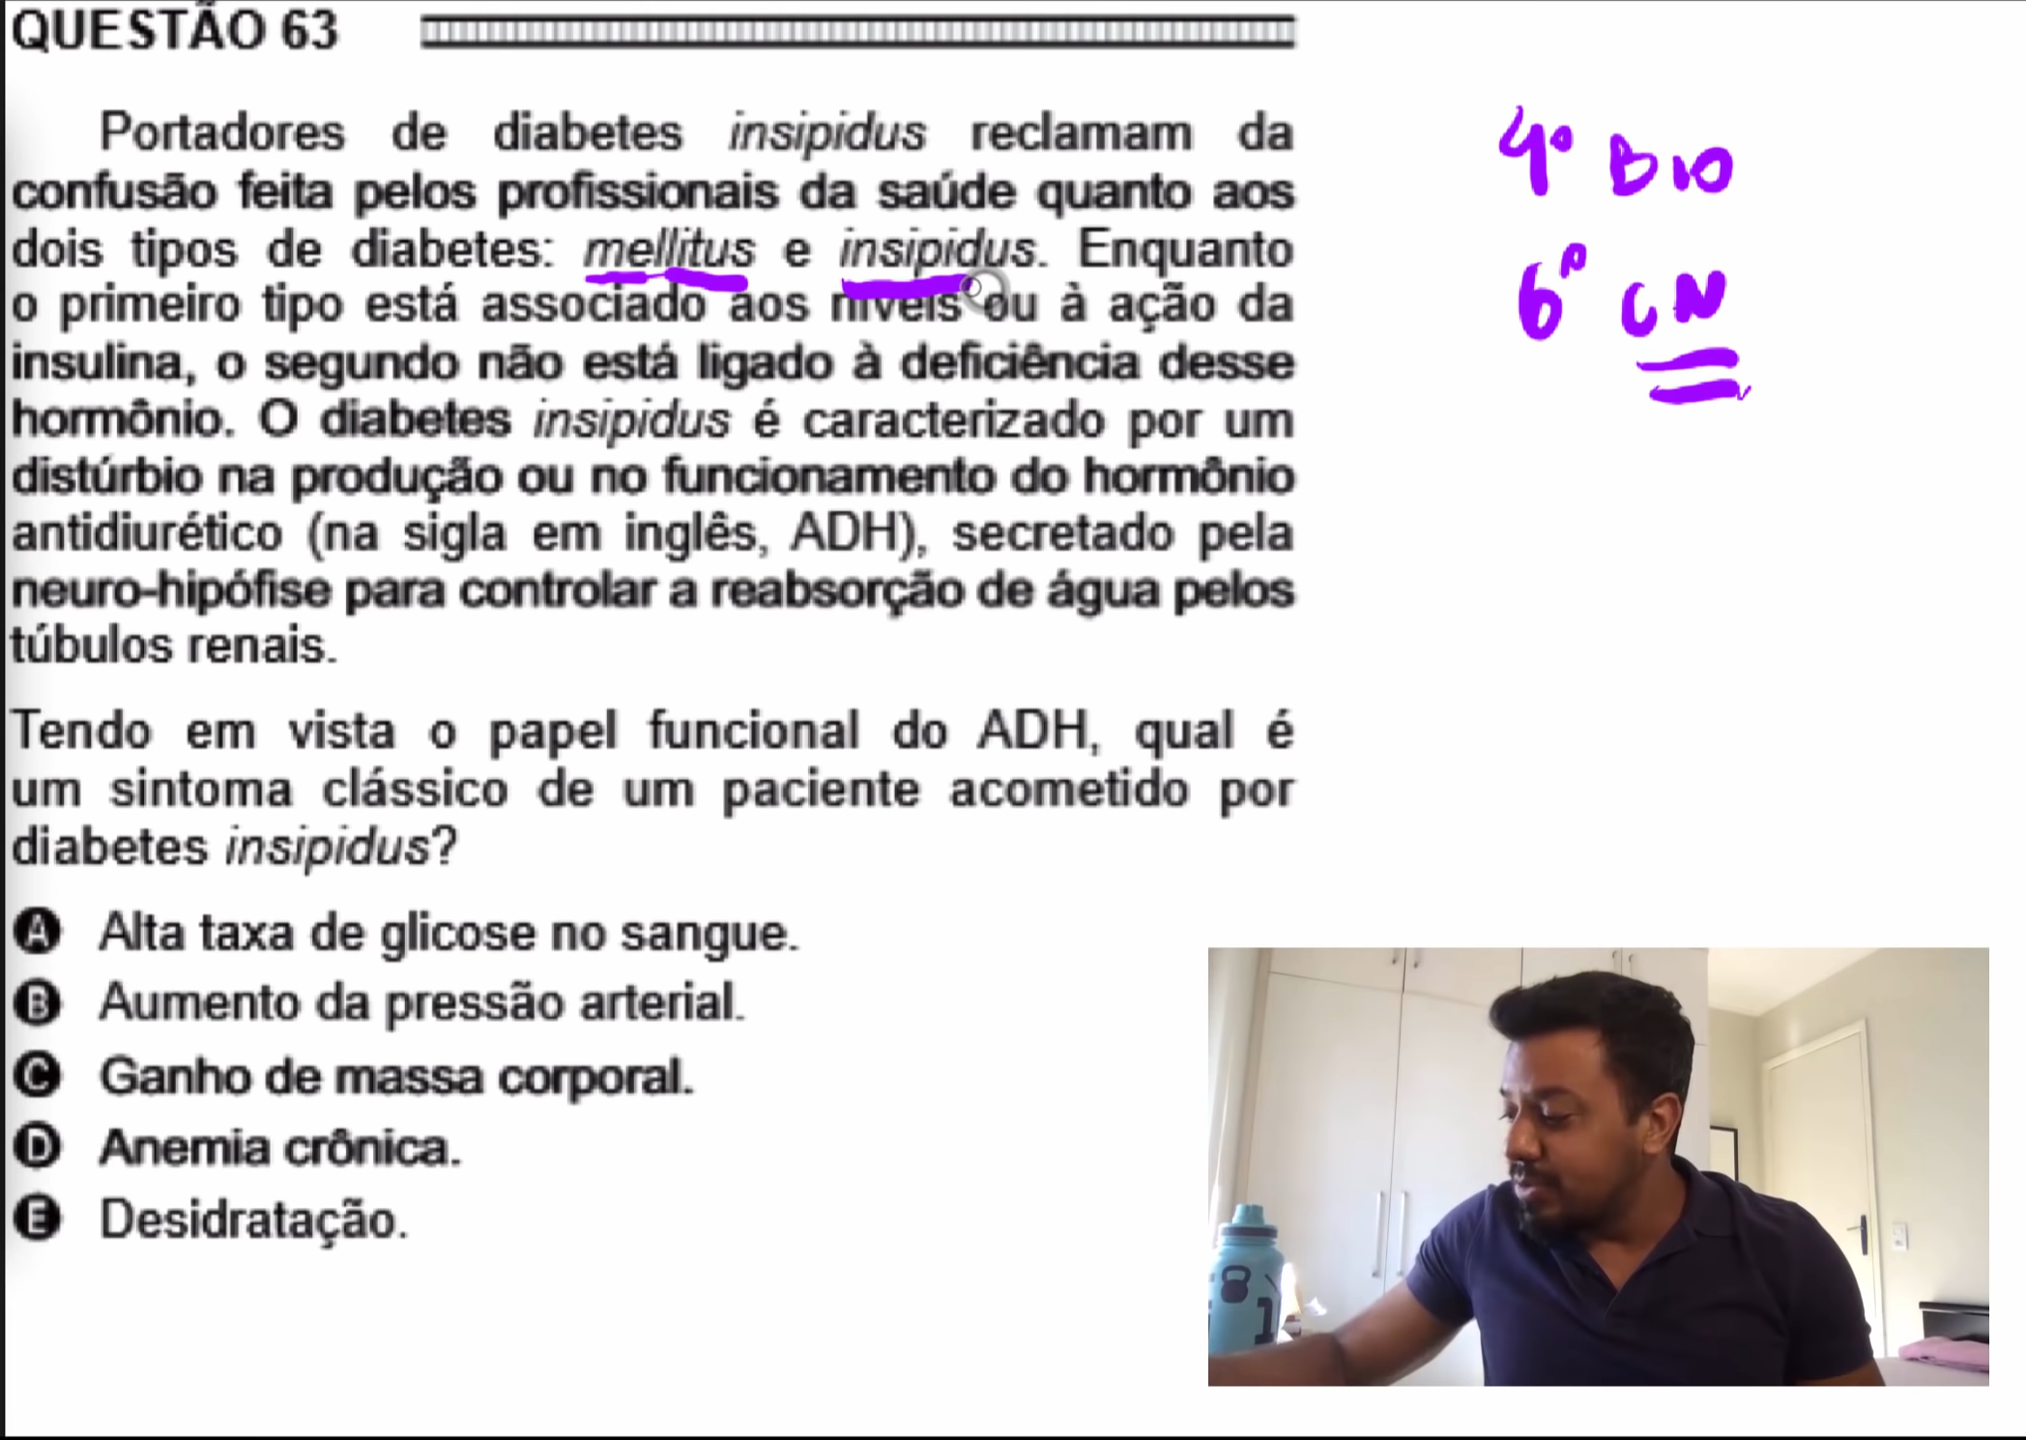 QUESTÃO 63
Portadores de diabetes insipidus reclamam da
confusão feita pelos profissionais da saúde quanto aos
dois tipos de diabetes: mellitus e insipidus. Enquanto
o primeiro tipo está associado aos níveis ou à ação da
insulina, o segundo não está ligado à deficiência desse
hormônio. O diabetes insipidus é caracterizado por um
distúrbio na produção ou no funcionamento do hormônio
antidiurético (na sigla em inglês, ADH), secretado pela
neuro-hipófise para controlar a reabsorção de água pelos
túbulos renais.
Tendo em vista o papel funcional do ADH, qual é
um sintoma clássico de um paciente acometido por
diabetes insipidus?
A Alta taxa de glicose no sangue.
B Aumento da pressão arterial.
C Ganho de massa corporal.
D Anemia crônica.
E Desidratação.
4º BIO
6º CN